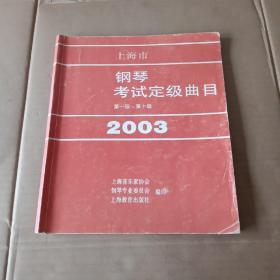 上海市
钢琴
考试定级曲目
第一级－第十级
2003
上海音乐家协会
钢琴专业委员会 编
上海教育出版社